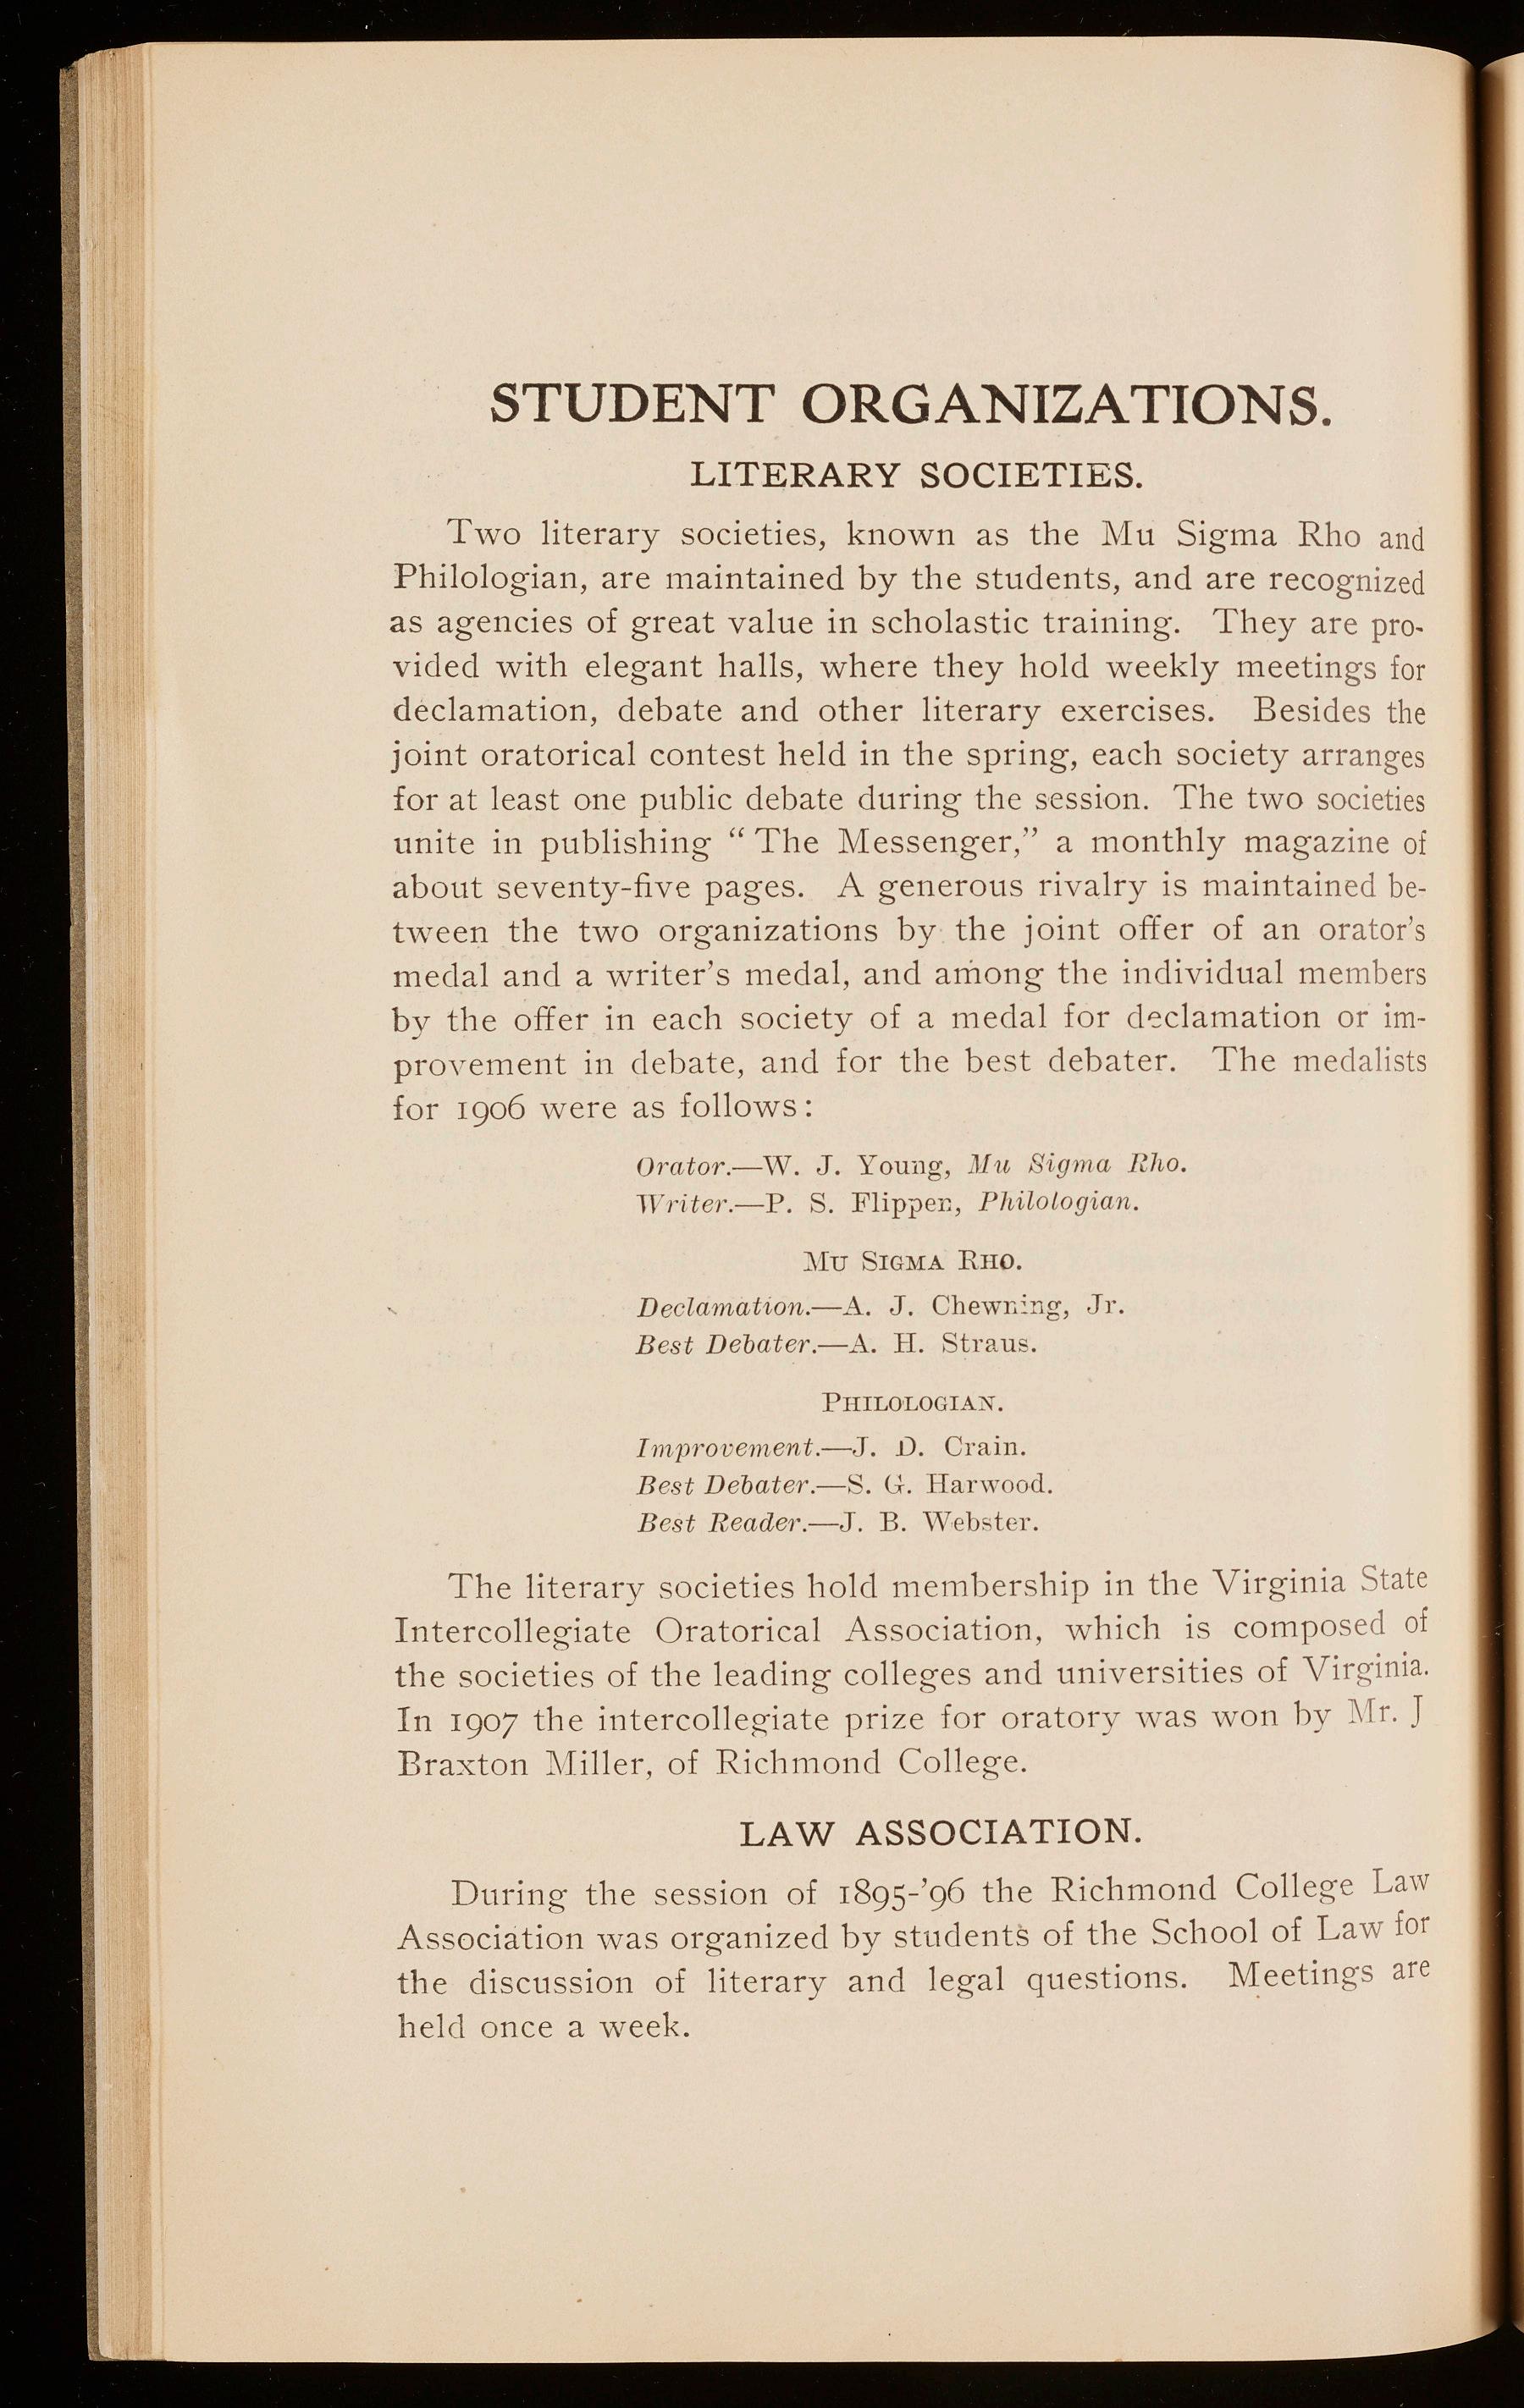 STUDENT ORGANIZATIONS.
LITERARY SOCIETIES.
Two literary societies, known as the Mu Sigma Rho and
Philologian, are maintained by the students, and are recognized
as agencies of great value in scholastic training. They are pro-
vided with elegant halls, where they hold weekly meetings for
declamation, debate and other literary exercises. Besides the
joint oratorical contest held in the spring, each society arranges
for at least one public debate during the session. The two societies
unite in publishing “ The Messenger,” a monthly magazine of
about seventy-five pages. A generous rivalry is maintained be-
tween the two organizations by the joint offer of an orator’s
medal and a writer’s medal, and among the individual members
by the offer in each society of a medal for declamation or im-
provement in debate, and for the best debater. The medalists
for 1906 were as follows:
Orator.—W. J. Young, Mu Sigma Rho.
Writer.—P. S. Flippen, Philologian.
MU SIGMA RHO.
Declamation.—A. J. Chewning, Jr.
Best Debater.—A. H. Straus.
PHILOLOGIAN.
Improvement.—J. D. Crain.
Best Debater.—S. G. Harwood.
Best Reader.—J. B. Webster.
The literary societies hold membership in the Virginia State
Intercollegiate Oratorical Association, which is composed of
the societies of the leading colleges and universities of Virginia.
In 1907 the intercollegiate prize for oratory was won by Mr. J
Braxton Miller, of Richmond College.
LAW ASSOCIATION.
During the session of 1895-’96 the Richmond College Law
Association was organized by students of the School of Law for
the discussion of literary and legal questions. Meetings are
held once a week.